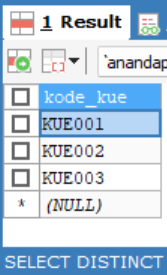 1 Result
`anandap
kode_kue
KUE001
KUE002
KUE003
* (NULL)
SELECT DISTINCT